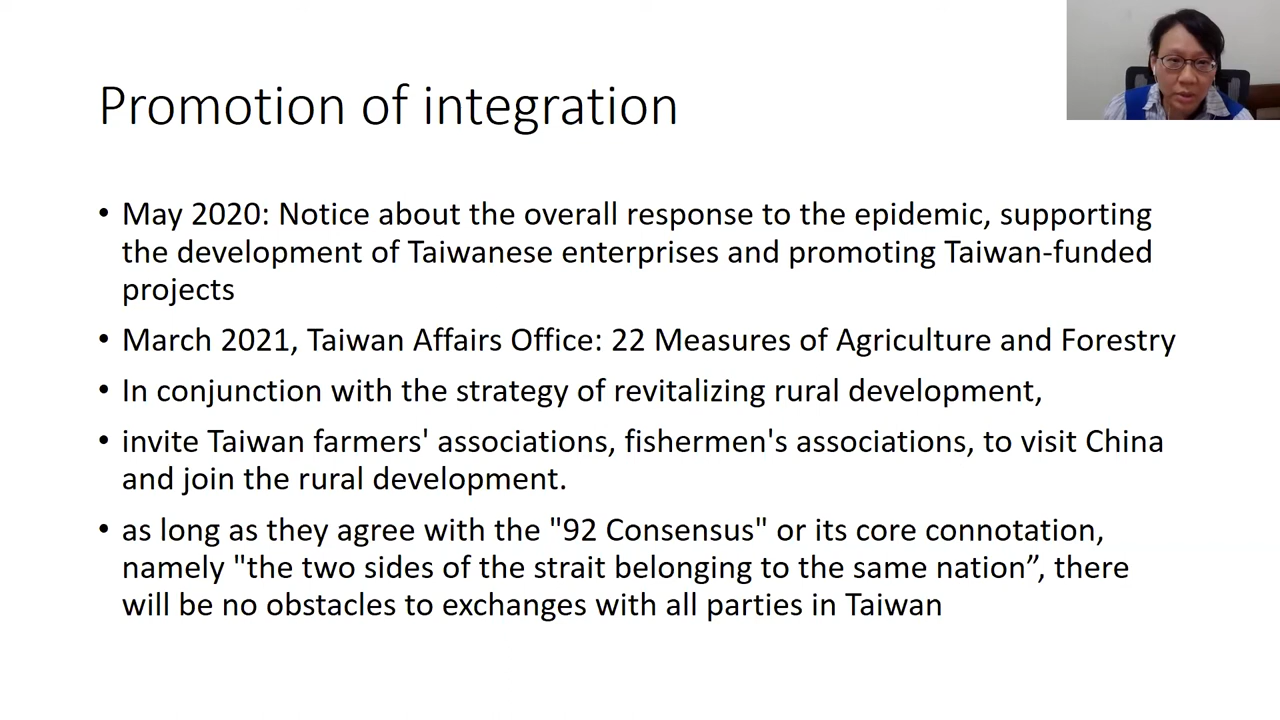 Promotion of integration
• May 2020: Notice about the overall response to the epidemic, supporting
the development of Taiwanese enterprises and promoting Taiwan-funded
projects
• March 2021, Taiwan Affairs Office: 22 Measures of Agriculture and Forestry
• In conjunction with the strategy of revitalizing rural development,
• invite Taiwan farmers' associations, fishermen's associations, to visit China
and join the rural development.
• as long as they agree with the "92 Consensus" or its core connotation,
namely "the two sides of the strait belonging to the same nation”, there
will be no obstacles to exchanges with all parties in Taiwan